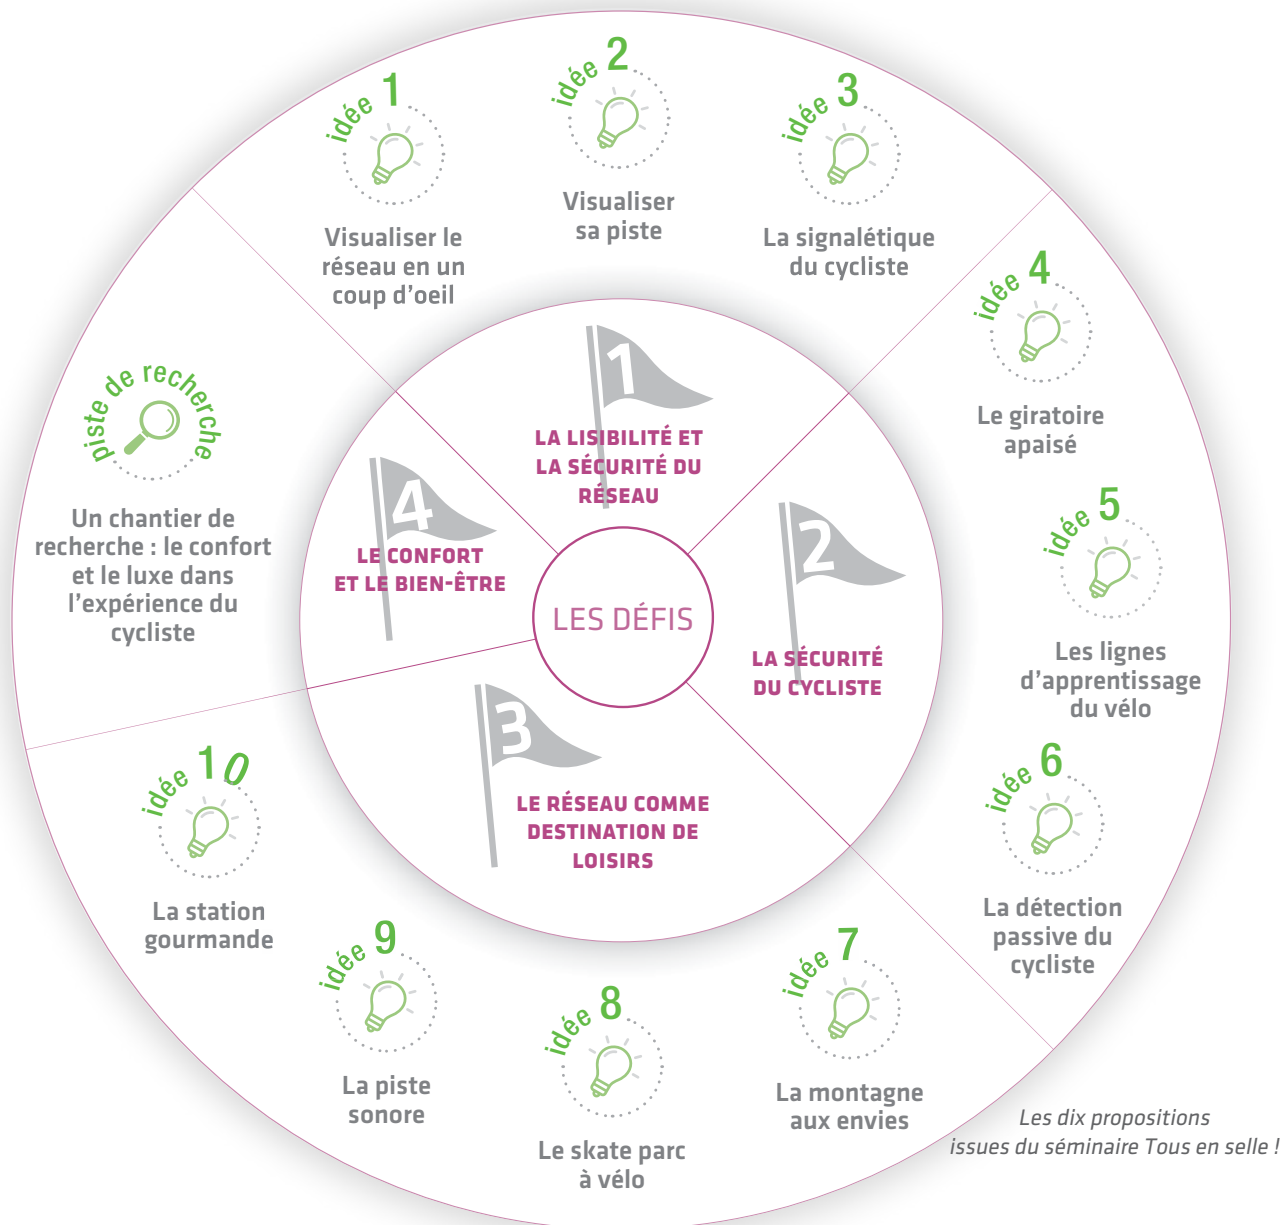 idée 1
Visualiser le
réseau en un
coup d'oeil
idée 2
Visualiser
sa piste
idée 3
La signalétique
du cycliste
idée 4
Le giratoire
apaisé
idée 5
Les lignes
d'apprentissage
du vélo
idée 6
La détection
passive du
cycliste
idée 7
La montagne
aux envies
idée 8
Le skate parc
à vélo
idée 9
La piste
sonore
idée 10
La station
gourmande
piste de recherche
Un chantier de
recherche : le confort
et le luxe dans
l'expérience du
cycliste
1
LA LISIBILITÉ ET
LA SÉCURITÉ DU
RÉSEAU
2
LA SÉCURITÉ
DU CYCLISTE
3
LE RÉSEAU COMME
DESTINATION DE
LOISIRS
4
LE CONFORT
ET LE BIEN-ÊTRE
LES DÉFIS
Les dix propositions
issues du séminaire Tous en selle !